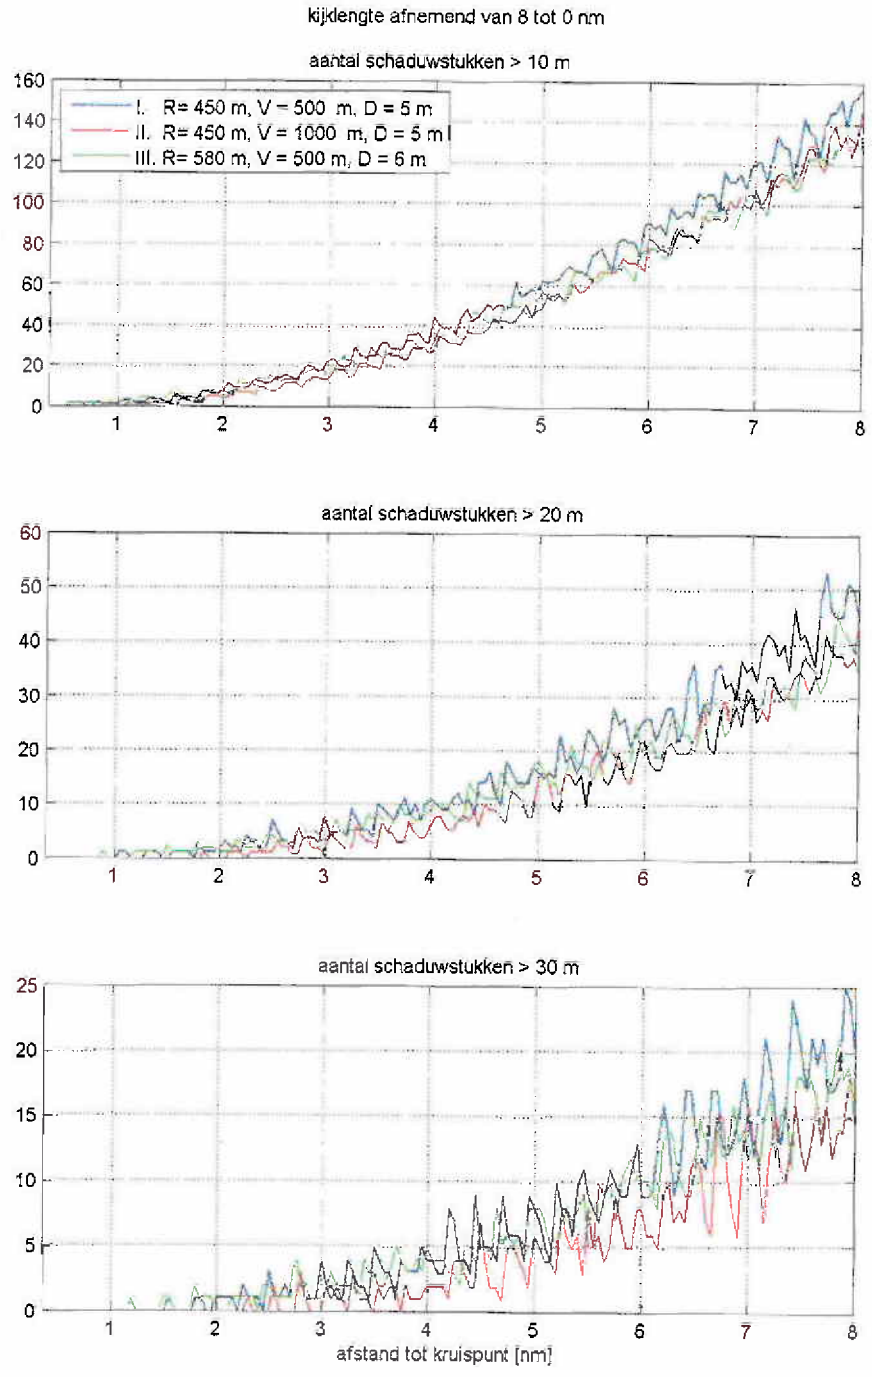 kijklengte afnemend van 8 tot 0 nm
aantal schaduwstukken > 10 m
160
140
120
100
80
60
40
20
0
I. R= 450 m, V = 500 m, D = 5 m
II. R= 450 m, V = 1000 m, D = 5 m
III. R= 580 m, V = 500 m, D = 6 m
1 2 3 4 5 6 7 8
aantal schaduwstukken > 20 m
60
50
40
30
20
10
0
1 2 3 4 5 6 7 8
aantal schaduwstukken > 30 m
25
20
15
10
5
0
1 2 3 4 5 6 7 8
afstand tot kruispunt [nm]